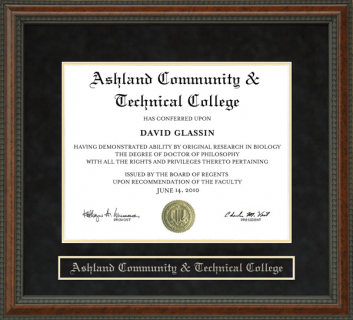 Ashland Community &
Technical College
HAS CONFERRED UPON
DAVID GLASSIN
HAVING DEMONSTRATED ABILITY BY ORIGINAL RESEARCH IN BIOLOGY
THE DEGREE OF DOCTOR OF PHILOSOPHY
WITH ALL THE RIGHTS AND PRIVILEGES THERETO PERTAINING
ISSUED BY THE BOARD OF REGENTS
UPON RECOMMENDATION OF THE FACULTY
JUNE 14, 2010
PROVOST
PRESIDENT
Ashland Community & Technical College